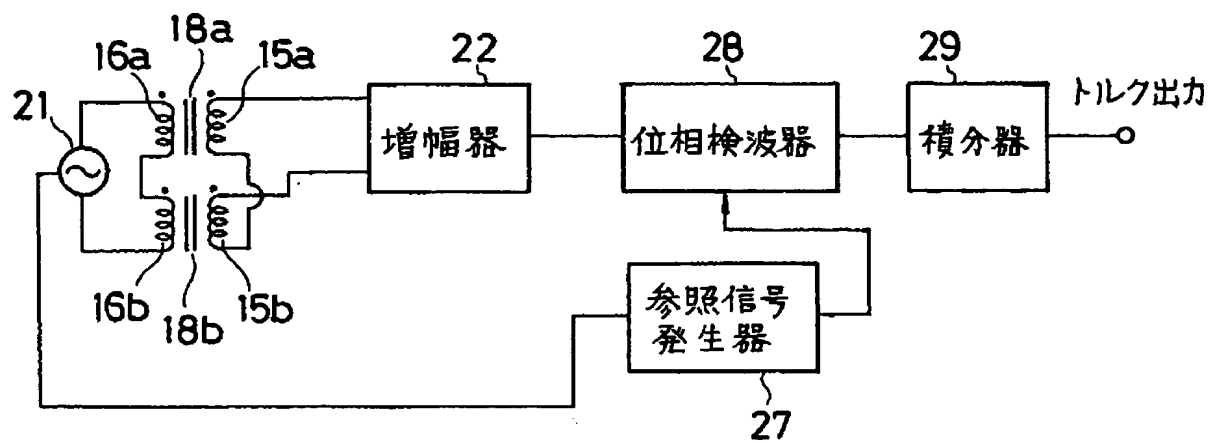 18a
16a
15a
21
22
28
29
トルク出力
増幅器
位相検波器
積分器
16b
18b
15b
参照信号
発生器
27